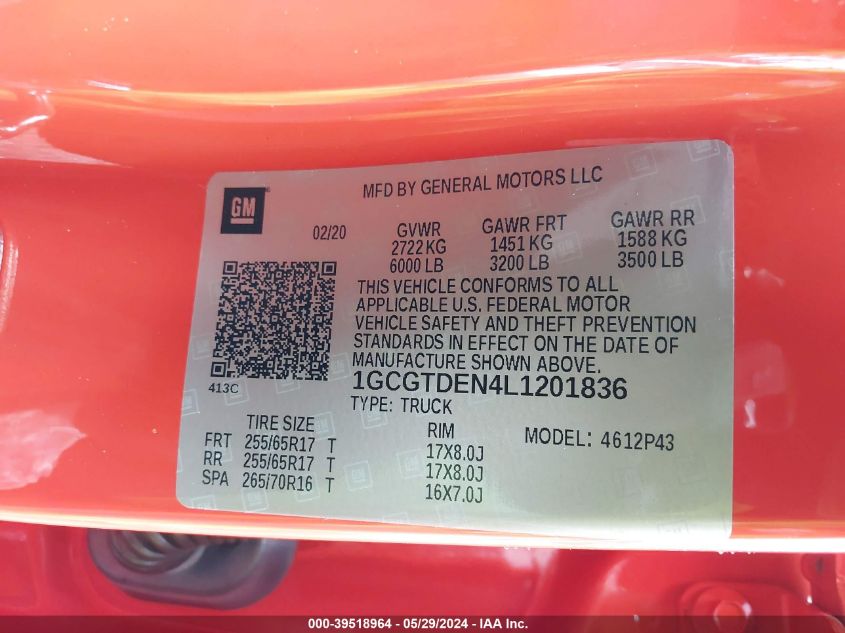 MFD BY GENERAL MOTORS LLC
GM
02/20
GVWR GAWR FRT GAWR RR
2722 KG 1451 KG 1588 KG
6000 LB 3200 LB 3500 LB
THIS VEHICLE CONFORMS TO ALL
APPLICABLE U.S. FEDERAL MOTOR
VEHICLE SAFETY AND THEFT PREVENTION
STANDARDS IN EFFECT ON THE DATE OF
MANUFACTURE SHOWN ABOVE.
413C
1GCGTDEN4L1201836
TYPE: TRUCK
TIRE SIZE RIM MODEL: 4612P43
FRT 255/65R17 T 17X8.0J
RR 255/65R17 T 17X8.0J
SPA 265/70R16 T 16X7.0J
000-39518964 - 05/29/2024 - IAA Inc.